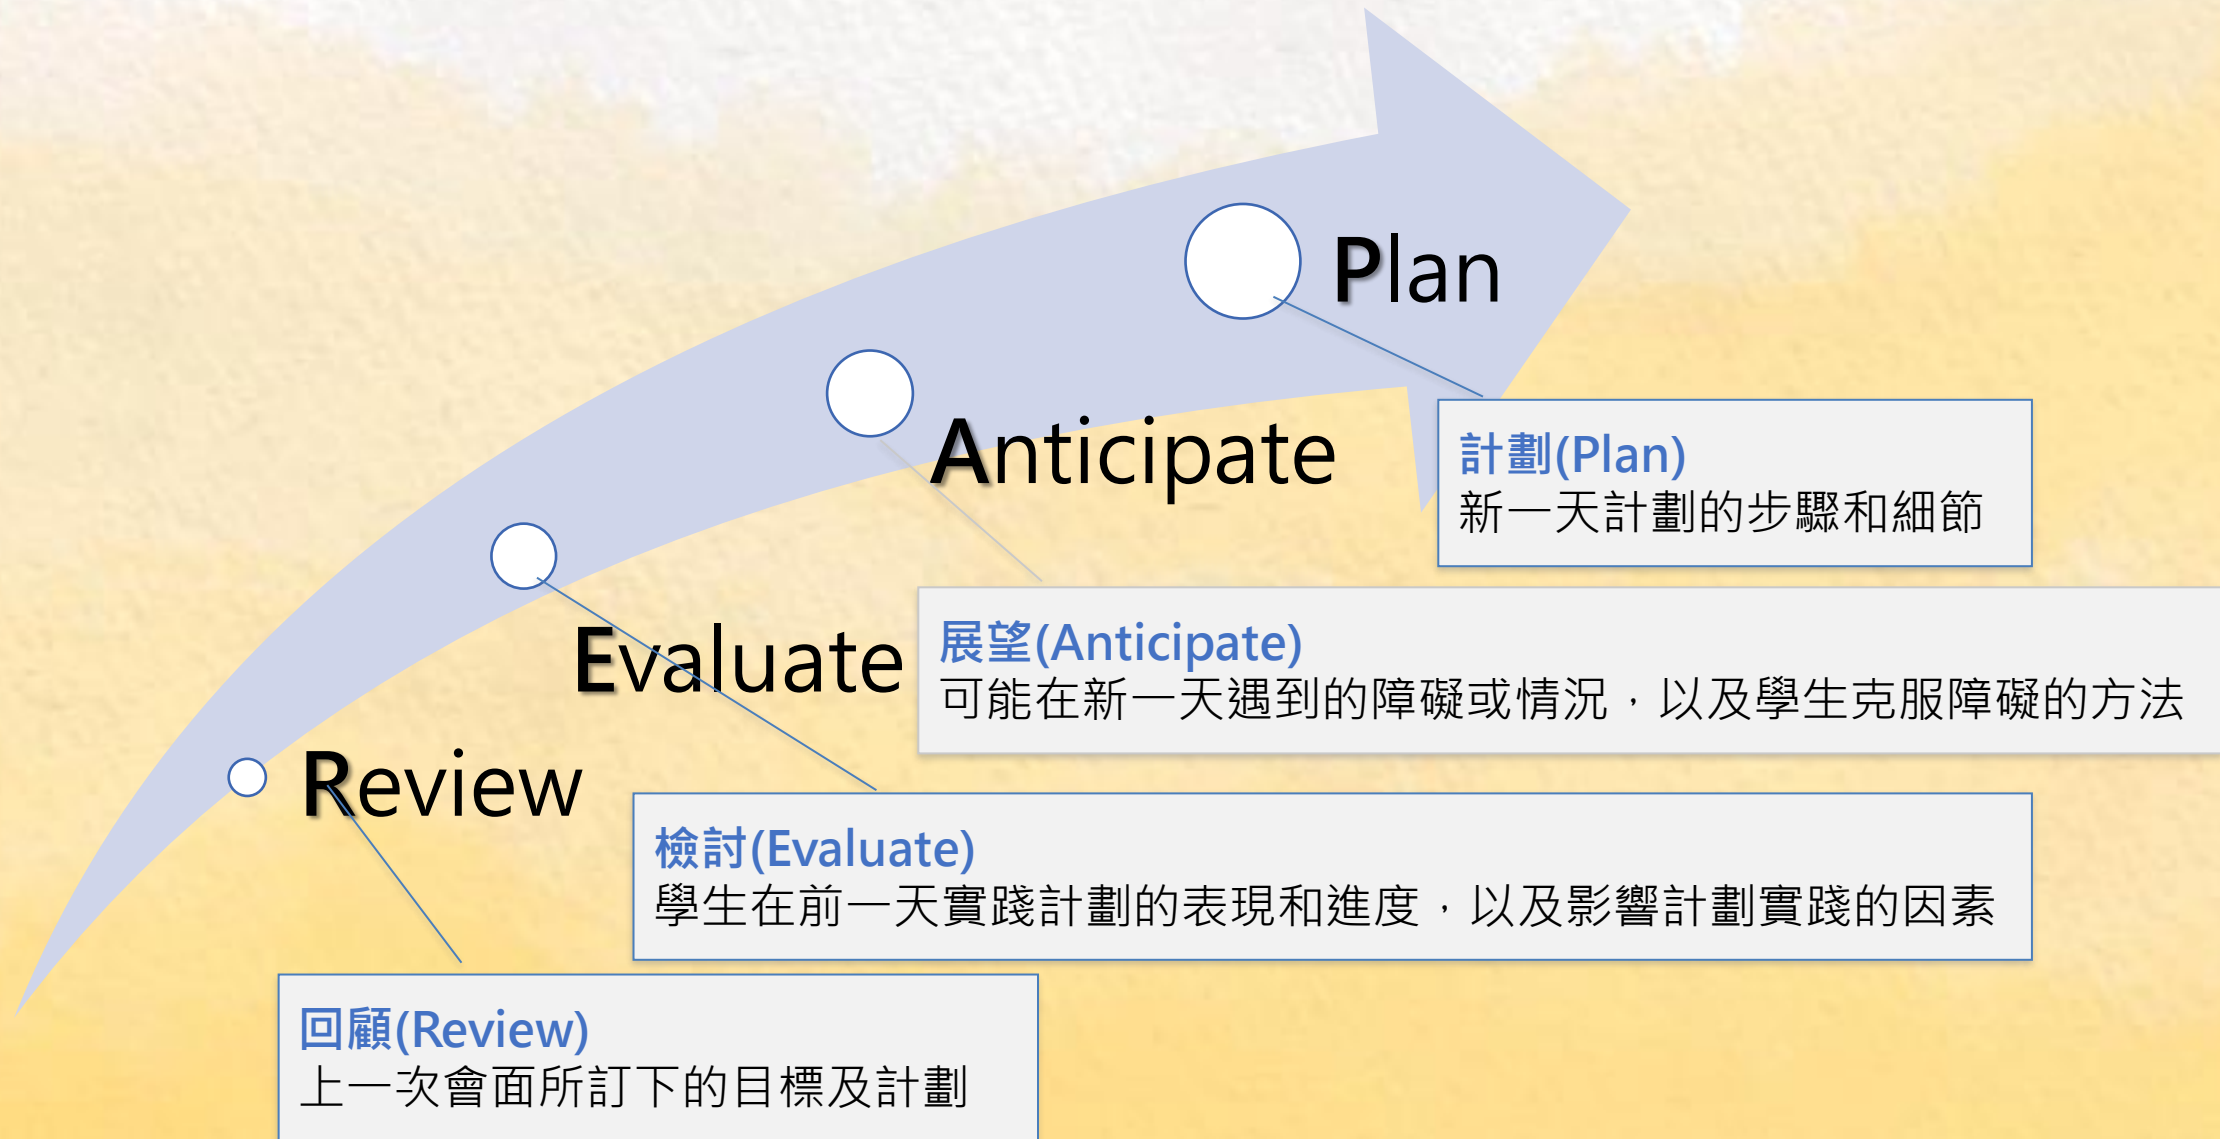 Plan
Anticipate
Evaluate
Review
計劃(Plan)
新一天計劃的步驟和細節
展望(Anticipate)
可能在新一天遇到的障礙或情況，以及學生克服障礙的方法
檢討(Evaluate)
學生在前一天實踐計劃的表現和進度，以及影響計劃實踐的因素
回顧(Review)
上一次會面所訂下的目標及計劃